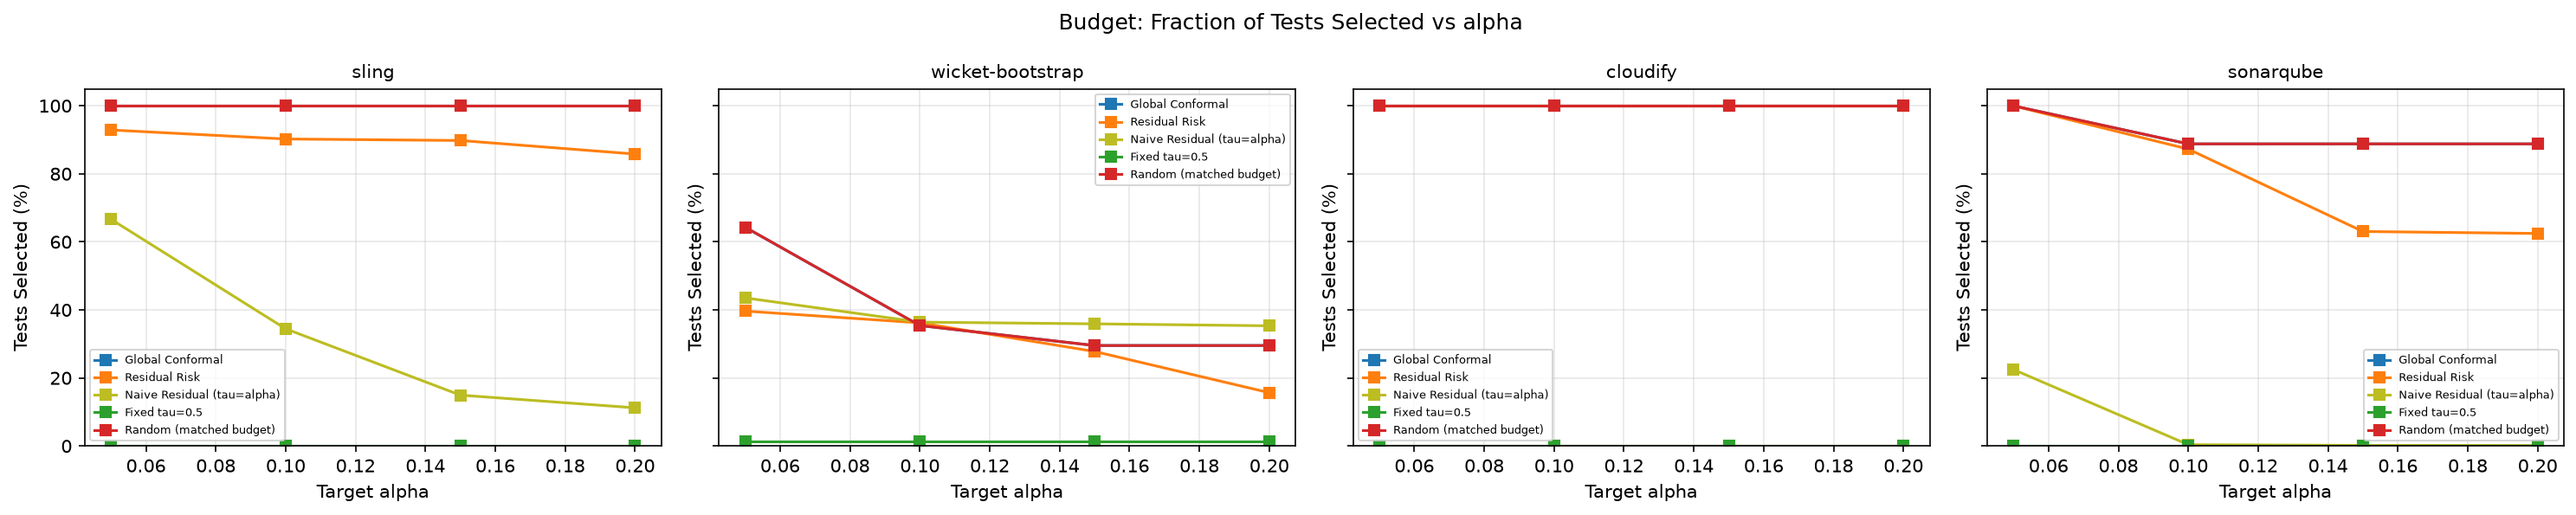 Budget: Fraction of Tests Selected vs alpha
sling
Tests Selected (%)
100
80
60
40
20
0
Global Conformal
Residual Risk
Naive Residual (tau=alpha)
Fixed tau=0.5
Random (matched budget)
0.06 0.08 0.10 0.12 0.14 0.16 0.18 0.20
Target alpha
wicket-bootstrap
Tests Selected (%)
Global Conformal
Residual Risk
Naive Residual (tau=alpha)
Fixed tau=0.5
Random (matched budget)
0.06 0.08 0.10 0.12 0.14 0.16 0.18 0.20
Target alpha
cloudify
Tests Selected (%)
Global Conformal
Residual Risk
Naive Residual (tau=alpha)
Fixed tau=0.5
Random (matched budget)
0.06 0.08 0.10 0.12 0.14 0.16 0.18 0.20
Target alpha
sonarqube
Tests Selected (%)
Global Conformal
Residual Risk
Naive Residual (tau=alpha)
Fixed tau=0.5
Random (matched budget)
0.06 0.08 0.10 0.12 0.14 0.16 0.18 0.20
Target alpha